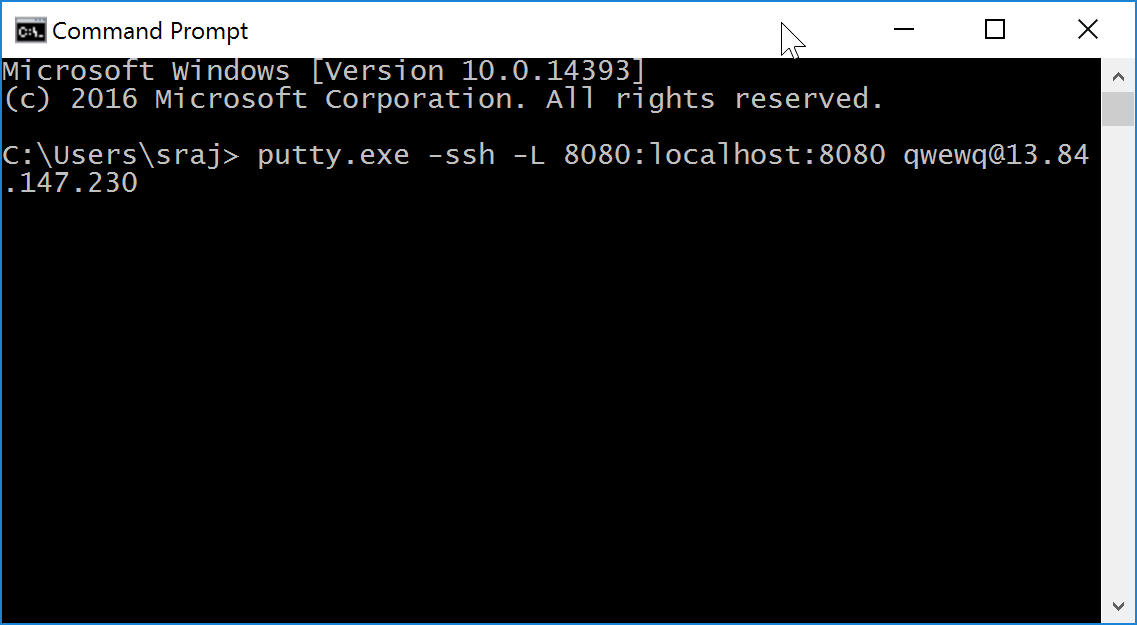 C:\. Command Prompt
Microsoft Windows [Version 10.0.14393]
(c) 2016 Microsoft Corporation. All rights reserved.
C:\Users\sraj> putty.exe -ssh -L 8080:localhost:8080 qwewq@13.84
.147.230